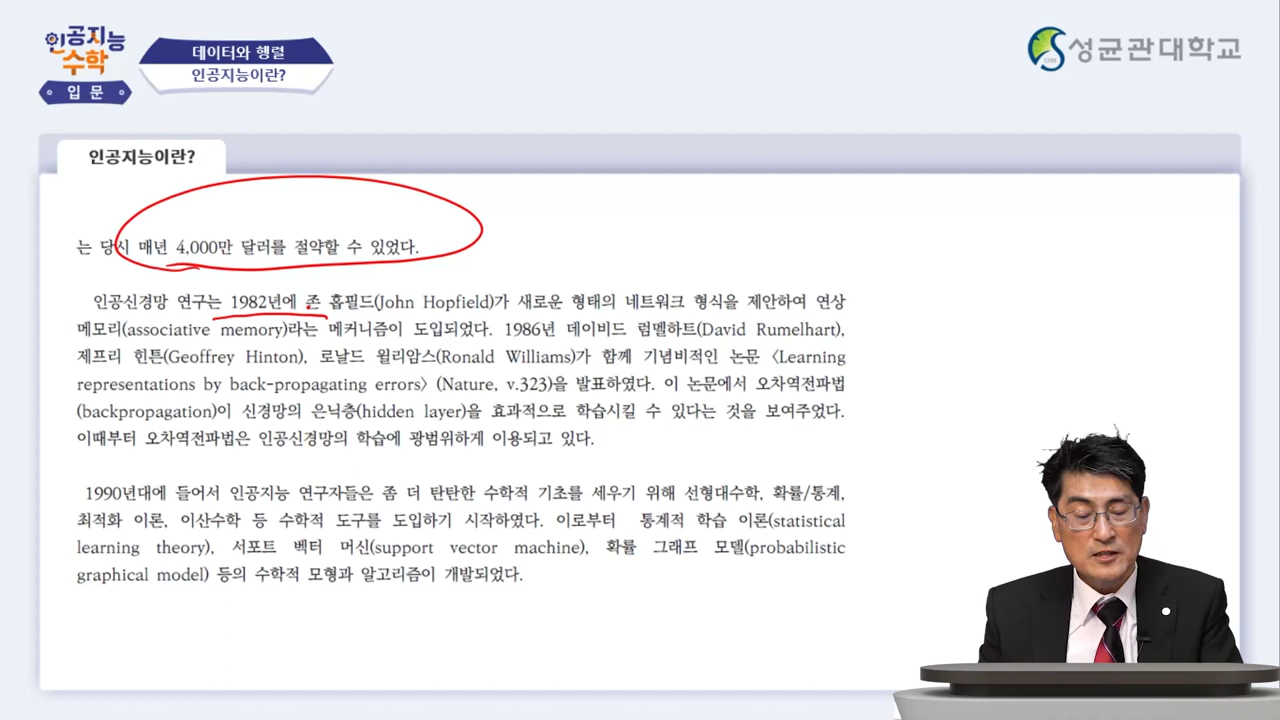 인공지능
수학
입문
데이터와 행렬
인공지능이란?
성균관대학교
인공지능이란?
는 당시 매년 4,000만 달러를 절약할 수 있었다.
인공신경망 연구는 1982년에 존 홉필드(John Hopfield)가 새로운 형태의 네트워크 형식을 제안하여 연상
메모리(associative memory)라는 메커니즘이 도입되었다. 1986년 데이비드 럼멜하트(David Rumelhart),
제프리 힌튼(Geoffrey Hinton), 로날드 윌리암스(Ronald Williams)가 함께 기념비적인 논문 〈Learning
representations by back-propagating errors〉 (Nature, v.323)을 발표하였다. 이 논문에서 오차역전파법
(backpropagation)이 신경망의 은닉층(hidden layer)을 효과적으로 학습시킬 수 있다는 것을 보여주었다.
이때부터 오차역전파법은 인공신경망의 학습에 광범위하게 이용되고 있다.
1990년대에 들어서 인공지능 연구자들은 좀 더 탄탄한 수학적 기초를 세우기 위해 선형대수학, 확률/통계,
최적화 이론, 이산수학 등 수학적 도구를 도입하기 시작하였다. 이로부터 통계적 학습 이론(statistical
learning theory), 서포트 벡터 머신(support vector machine), 확률 그래프 모델(probabilistic
graphical model) 등의 수학적 모형과 알고리즘이 개발되었다.